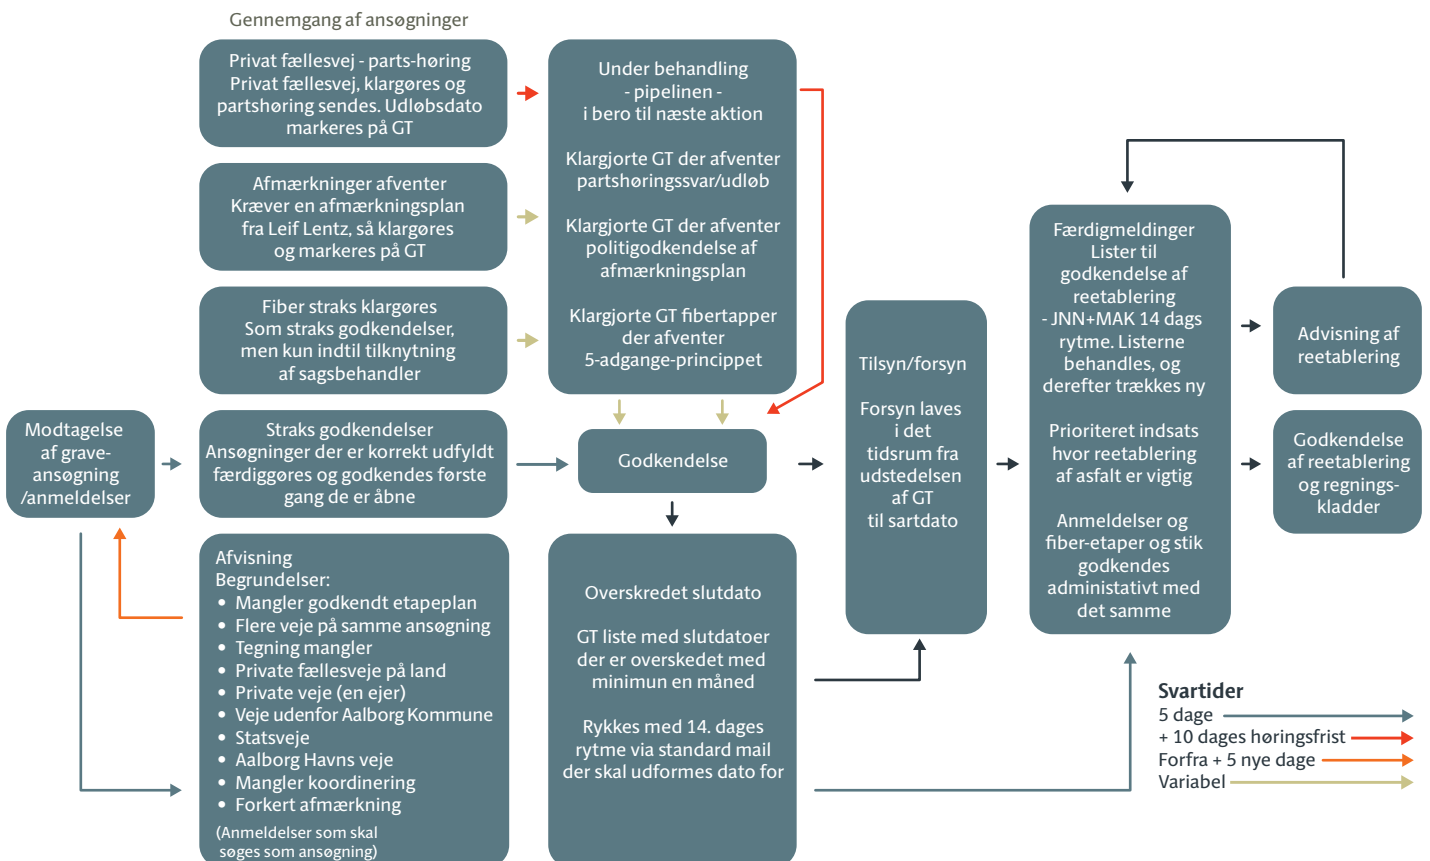 Gennemgang af ansøgninger
Privat fællesvej - parts-høring
Privat fællesvej, klargøres og
partshøring sendes. Udløbsdato
markeres på GT
Afmærkninger afventer
Kræver en afmærkningsplan
fra Leif Lentz, så klargøres
og markeres på GT
Fiber straks klargøres
Som straks godkendelser,
men kun indtil tilknytning
af sagsbehandler
Modtagelse
af grave-
ansøgning
/anmeldelser
Straks godkendelser
Ansøgninger der er korrekt udfyldt
færdiggøres og godkendes første
gang de er åbne
Afvisning
Begrundelser:
• Mangler godkendt etapeplan
• Flere veje på samme ansøgning
• Tegning mangler
• Private fællesveje på land
• Private veje (en ejer)
• Veje udenfor Aalborg Kommune
• Statsveje
• Aalborg Havns veje
• Mangler koordinering
• Forkert afmærkning
(Anmeldelser som skal
søges som ansøgning)
Under behandling
- pipelinen -
i bero til næste aktion
Klargjorte GT der afventer
partshøringssvar/udløb
Klargjorte GT der afventer
politigodkendelse af
afmærkningsplan
Klargjorte GT fibertapper
der afventer
5-adgange-princippet
Godkendelse
Overskredet slutdato
GT liste med slutdatoer
der er overskedet med
minimun en måned
Rykkes med 14. dages
rytme via standard mail
der skal udformes dato for
Tilsyn/forsyn
Forsyn laves
i det
tidsrum fra
udstedelsen
af GT
til sartdato
Færdigmeldinger
Lister til
godkendelse af
reetablering
- JNN+MAK 14 dags
rytme. Listerne
behandles, og
derefter trækkes ny
Prioriteret indsats
hvor reetablering
af asfalt er vigtig
Anmeldelser og
fiber-etaper og stik
godkendes
administativt med
det samme
Advisning af
reetablering
Godkendelse
af reetablering
og regnings-
kladder
Svartider
5 dage
+ 10 dages høringsfrist
Forfra + 5 nye dage
Variabel